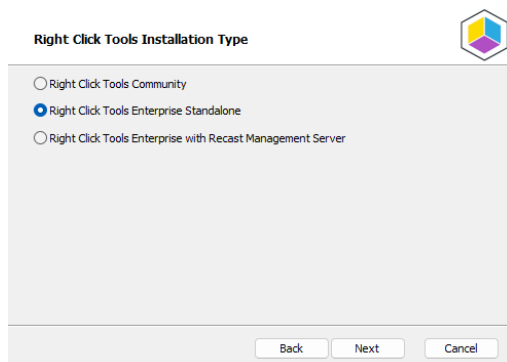 Right Click Tools Installation Type
Right Click Tools Community
Right Click Tools Enterprise Standalone
Right Click Tools Enterprise with Recast Management Server
Back Next Cancel